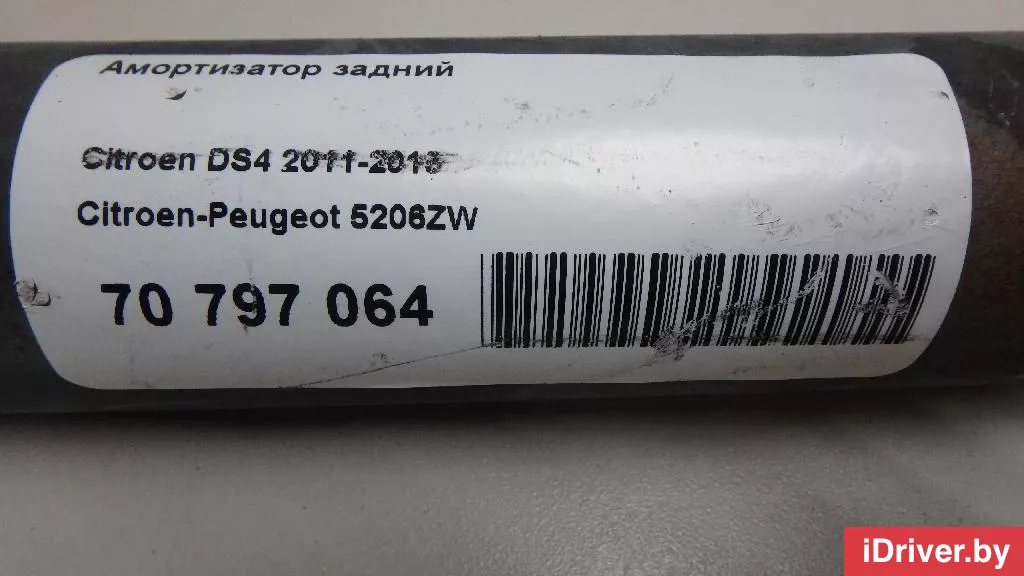 Амортизатор задний
Citroen DS4 2011-2015
Citroen-Peugeot 5206ZW
70 797 064
iDriver.by